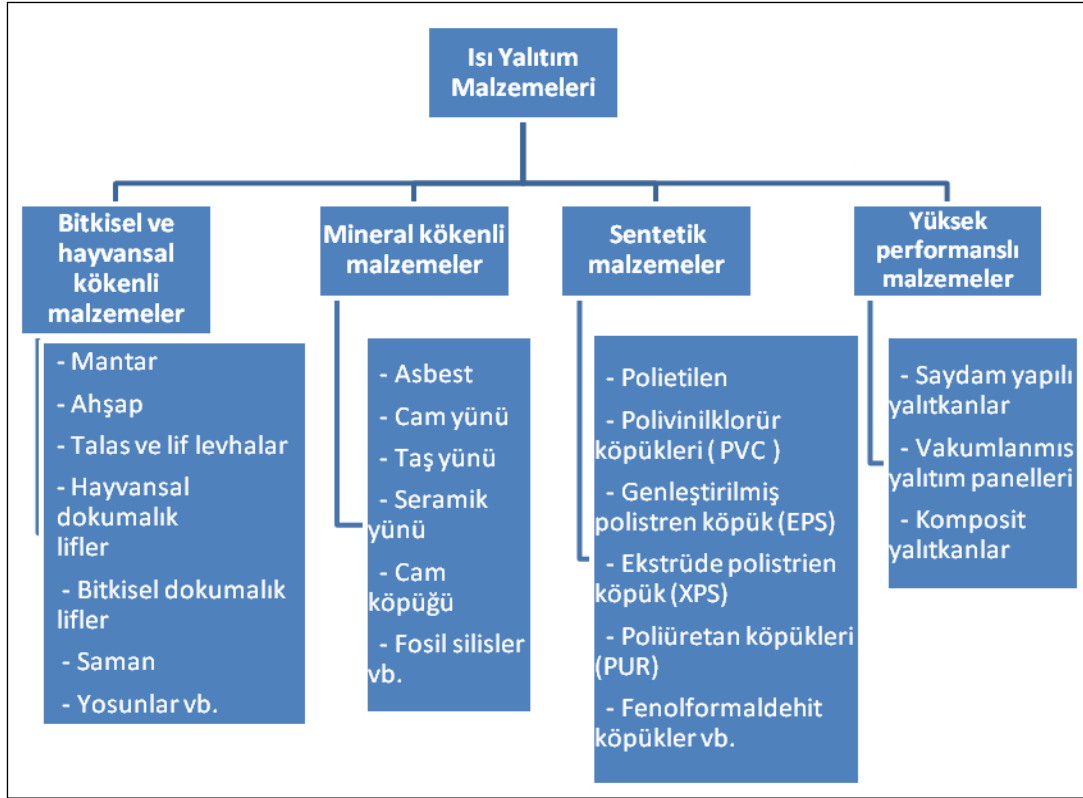 Isı Yalıtım
Malzemeleri
Bitkisel ve
hayvansal
kökenli
malzemeler
- Mantar
- Ahşap
- Talas ve lif levhalar
- Hayvansal
dokumalık
lifler
- Bitkisel dokumalık
lifler
- Saman
- Yosunlar vb.
Mineral kökenli
malzemeler
- Asbest
- Cam yünü
- Taş yünü
- Seramik
yünü
- Cam
köpüğü
- Fosil silisler
vb.
Sentetik
malzemeler
- Polietilen
- Polivinilklorür
köpükleri ( PVC )
- Genleştirilmiş
polistren köpük (EPS)
- Ekstrüde polistrien
köpük (XPS)
- Poliüretan köpükleri
(PUR)
- Fenolformaldehit
köpükler vb.
Yüksek
performanslı
malzemeler
- Saydam yapılı
yalıtkanlar
- Vakumlanmıs
yalıtım panelleri
- Komposit
yalıtkanlar